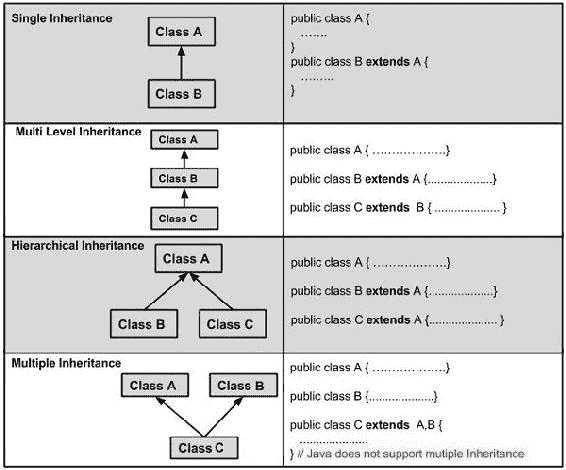 Single Inheritance
Class A
Class B
public class A {
.......
}
public class B extends A {
.........
}
Multi Level Inheritance
Class A
Class B
Class C
public class A { ....................}
public class B extends A {.....................}
public class C extends B { ..................... }
Hierarchical Inheritance
Class A
Class B
Class C
public class A { ....................}
public class B extends A {.....................}
public class C extends A {...................... }
Multiple Inheritance
Class A
Class B
Class C
public class A { ....................}
public class B {.....................}
public class C extends A,B {
......................
} // Java does not support mutiple Inheritance